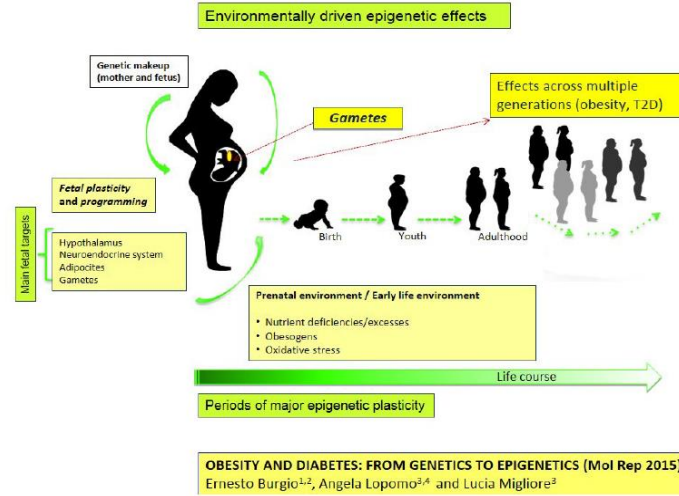 Environmentally driven epigenetic effects
Genetic makeup
(mother and fetus)
Gametes
Effects across multiple
generations (obesity, T2D)
Fetal plasticity
and programming
Main fetal targets
Hypothalamus
Neuroendocrine system
Adipocites
Gametes
Birth
Youth
Adulthood
Prenatal environment / Early life environment
• Nutrient deficiencies/excesses
• Obesogens
• Oxidative stress
Life course
Periods of major epigenetic plasticity
OBESITY AND DIABETES: FROM GENETICS TO EPIGENETICS (Mol Rep 2015)
Ernesto Burgio1,2, Angela Lopomo3,4 and Lucia Migliore3